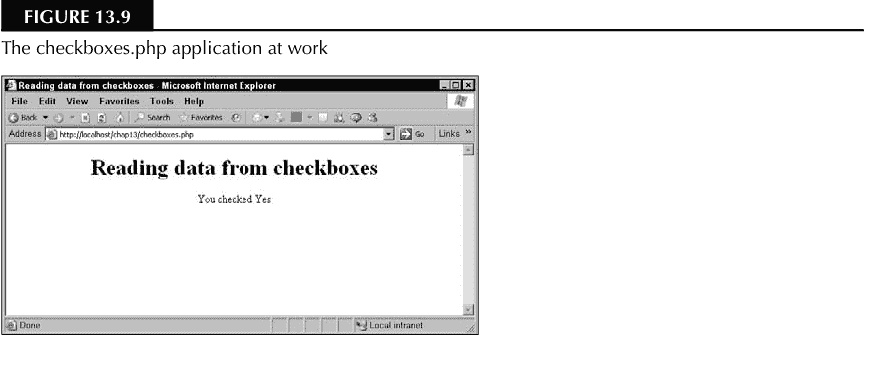 FIGURE 13.9
The checkboxes.php application at work
Reading data from checkboxes - Microsoft Internet Explorer
File Edit View Favorites Tools Help
Back Search Favorites
Address http://localhost/chap13/checkboxes.php Go Links »
Reading data from checkboxes
You checked Yes
Done Local intranet